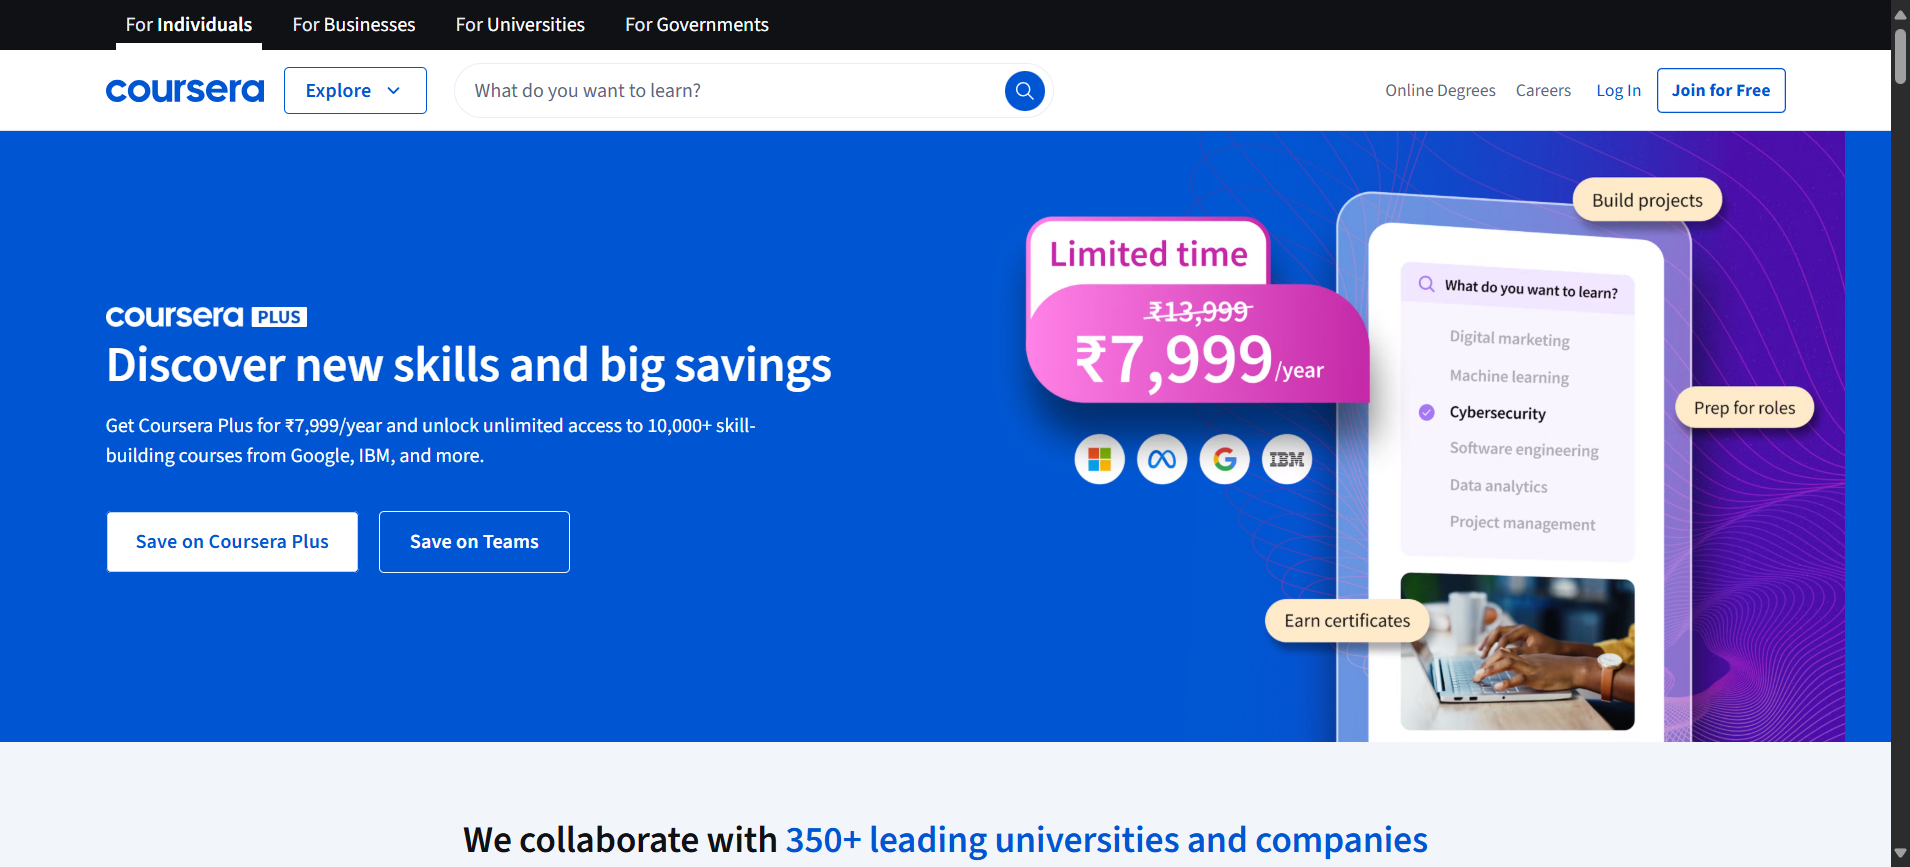 For Individuals
For Businesses
For Universities
For Governments
coursera
Explore
What do you want to learn?
Online Degrees
Careers
Log In
Join for Free
coursera PLUS
Discover new skills and big savings
Get Coursera Plus for ₹7,999/year and unlock unlimited access to 10,000+ skill-
building courses from Google, IBM, and more.
Save on Coursera Plus
Save on Teams
Limited time
₹13,999
₹7,999/year
IBM
Build projects
What do you want to learn?
Digital marketing
Machine learning
Cybersecurity
Software engineering
Data analytics
Project management
Prep for roles
Earn certificates
We collaborate with 350+ leading universities and companies